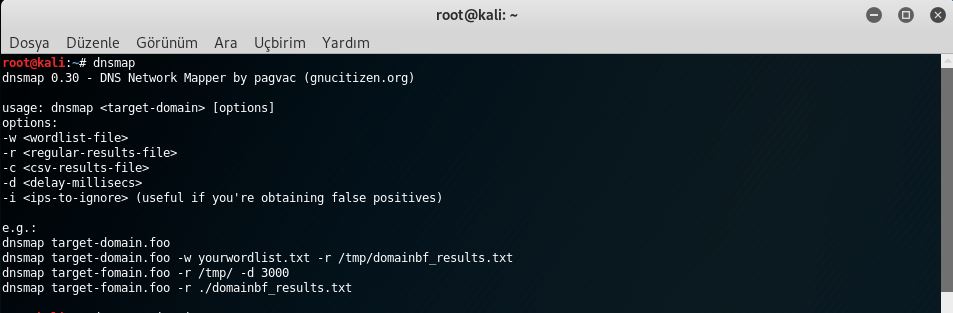 root@kali: ~
Dosya Düzenle Görünüm Ara Uçbirim Yardım
root@kali:~# dnsmap
dnsmap 0.30 - DNS Network Mapper by pagvac (gnucitizen.org)
usage: dnsmap <target-domain> [options]
options:
-w <wordlist-file>
-r <regular-results-file>
-c <csv-results-file>
-d <delay-millisecs>
-i <ips-to-ignore> (useful if you're obtaining false positives)
e.g.:
dnsmap target-domain.foo
dnsmap target-domain.foo -w yourwordlist.txt -r /tmp/domainbf_results.txt
dnsmap target-fomain.foo -r /tmp/ -d 3000
dnsmap target-fomain.foo -r ./domainbf_results.txt